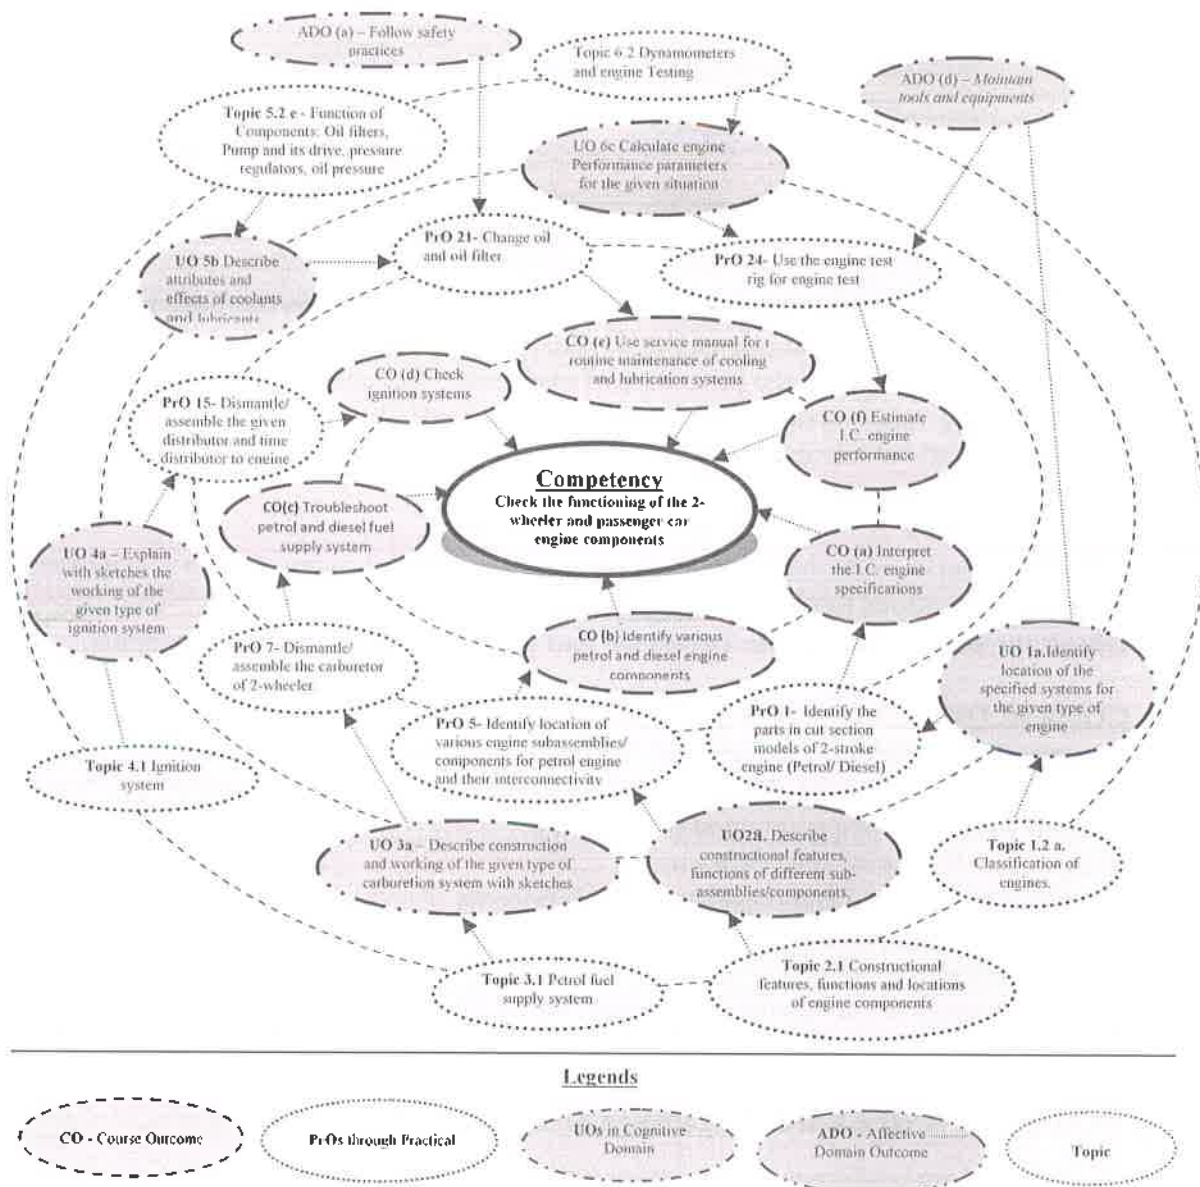 ADO (a) – Follow safety
practices
Topic 6.2 Dynamometers
and engine Testing
ADO (d) – Maintain
tools and equipments
Topic 5.2 e - Function of
Components: Oil filters,
Pump and its drive, pressure
regulators, oil pressure
UO 6c Calculate engine
Performance parameters
for the given situation
PrO 21- Change oil
and oil filter
PrO 24- Use the engine test
rig for engine test
UO 5b Describe
attributes and
effects of coolants
and lubricants
CO (e) Use service manual for
routine maintenance of cooling
and lubrication systems
CO (d) Check
ignition systems
PrO 15- Dismantle/
assemble the given
distributor and time
distributor to engine
CO (f) Estimate
I.C. engine
performance
Competency
Check the functioning of the 2-
wheeler and passenger car
engine components
CO(c) Troubleshoot
petrol and diesel fuel
supply system
UO 4a – Explain
with sketches the
working of the
given type of
ignition system
CO (a) Interpret
the I.C. engine
specifications
CO (b) Identify various
petrol and diesel engine
components
PrO 7- Dismantle/
assemble the carburetor
of 2-wheeler
UO 1a.Identify
location of the
specified systems for
the given type of
engine
PrO 5- Identify location of
various engine subassemblies/
components for petrol engine
and their interconnectivity
PrO 1- Identify the
parts in cut section
models of 2-stroke
engine (Petrol/ Diesel)
Topic 4.1 Ignition
system
UO 3a – Describe construction
and working of the given type of
carburetion system with sketches
UO2a. Describe
constructional features,
functions of different sub-
assemblies/components,
Topic 1.2 a.
Classification of
engines.
Topic 3.1 Petrol fuel
supply system
Topic 2.1 Constructional
features, functions and locations
of engine components
Legends
CO - Course Outcome
PrOs through Practical
UOs in Cognitive
Domain
ADO - Affective
Domain Outcome
Topic